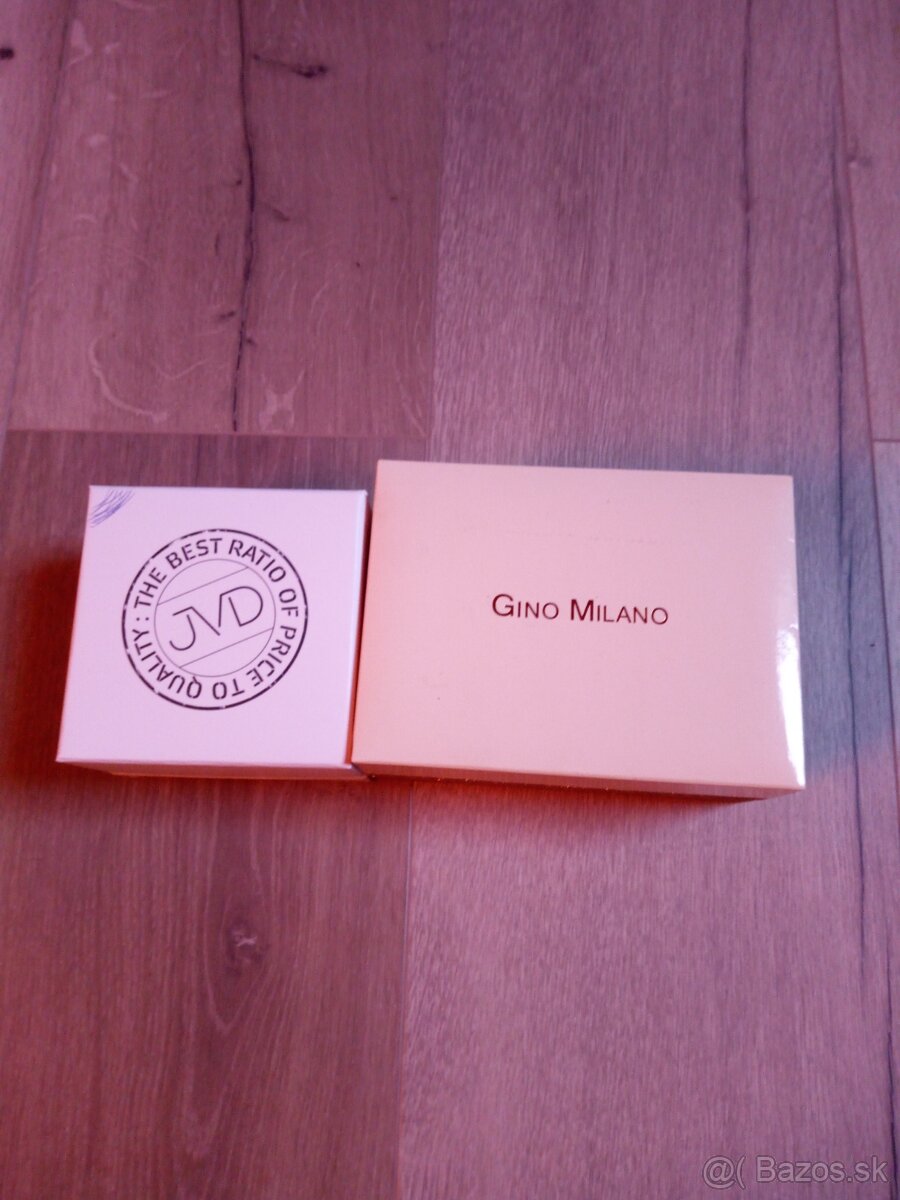 : THE BEST RATIO OF PRICE TO QUALITY
JVD
GINO MILANO
@( Bazos.sk